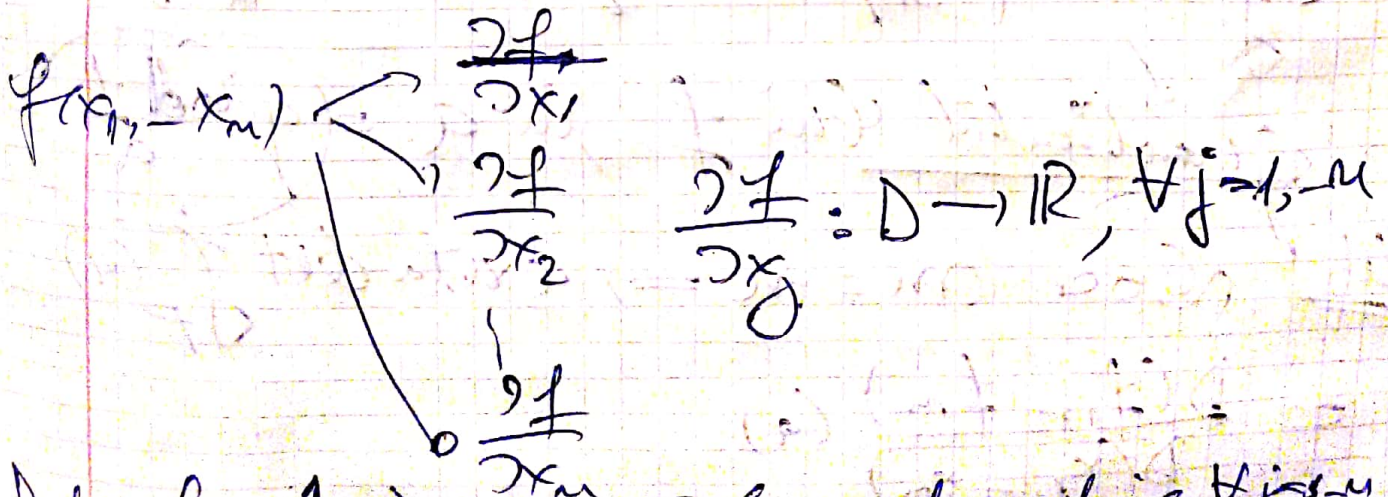 f(x₁, … xₙ)
∂f/∂x₁
∂f/∂x₂
∂f/∂xₙ
∂f/∂xⱼ : D → ℝ, ∀j=1,…n